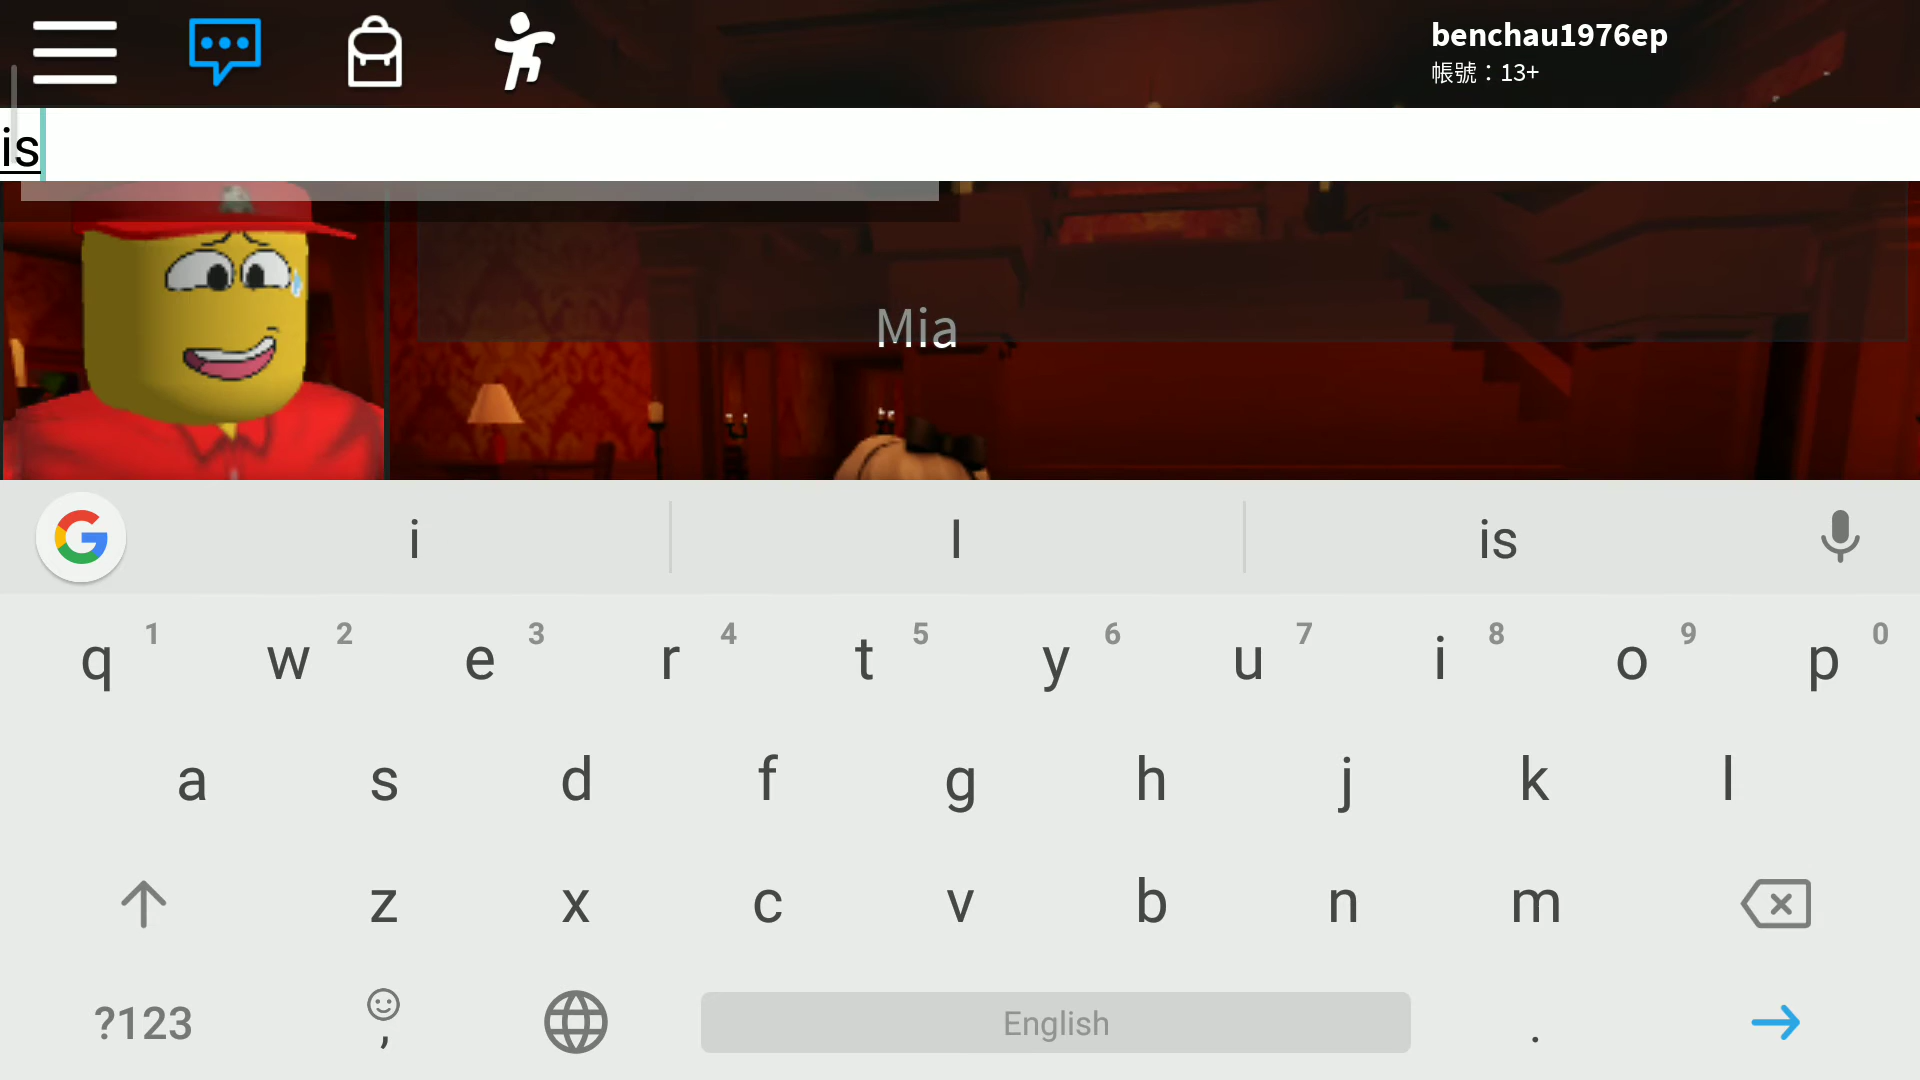 benchau1976ep
帳號：13+
is
Mia
i I is
q 1 w 2 e 3 r 4 t 5 y 6 u 7 i 8 o 9 p 0
a s d f g h j k l
z x c v b n m
?123 , English .